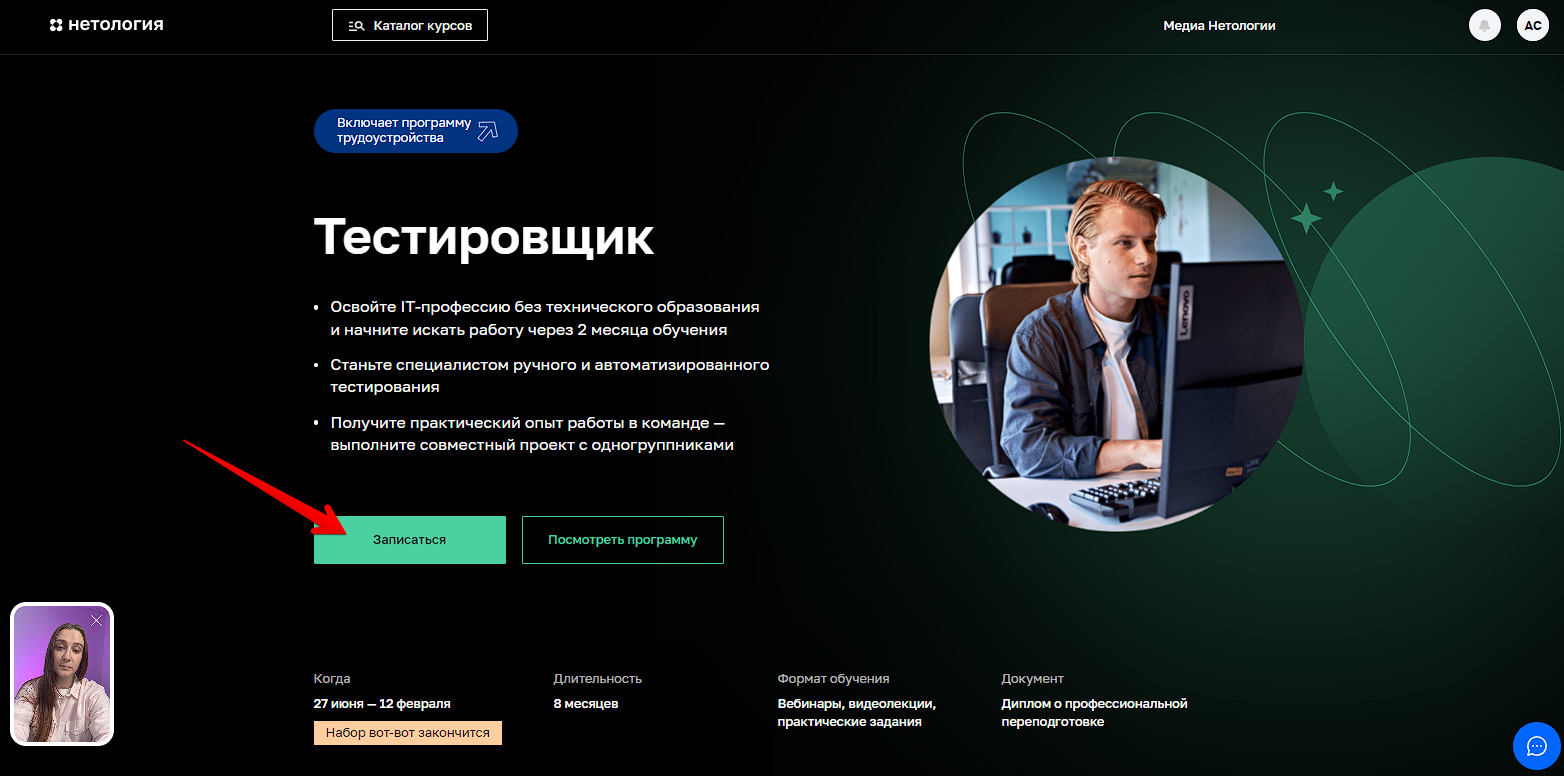 нетология
Каталог курсов
Медиа Нетологии
АС
Включает программу
трудоустройства
Тестировщик
• Освойте IT-профессию без технического образования
и начните искать работу через 2 месяца обучения
• Станьте специалистом ручного и автоматизированного
тестирования
• Получите практический опыт работы в команде —
выполните совместный проект с одногруппниками
Lenovo
Записаться
Посмотреть программу
Когда
27 июня — 12 февраля
Набор вот-вот закончится
Длительность
8 месяцев
Формат обучения
Вебинары, видеолекции,
практические задания
Документ
Диплом о профессиональной
переподготовке